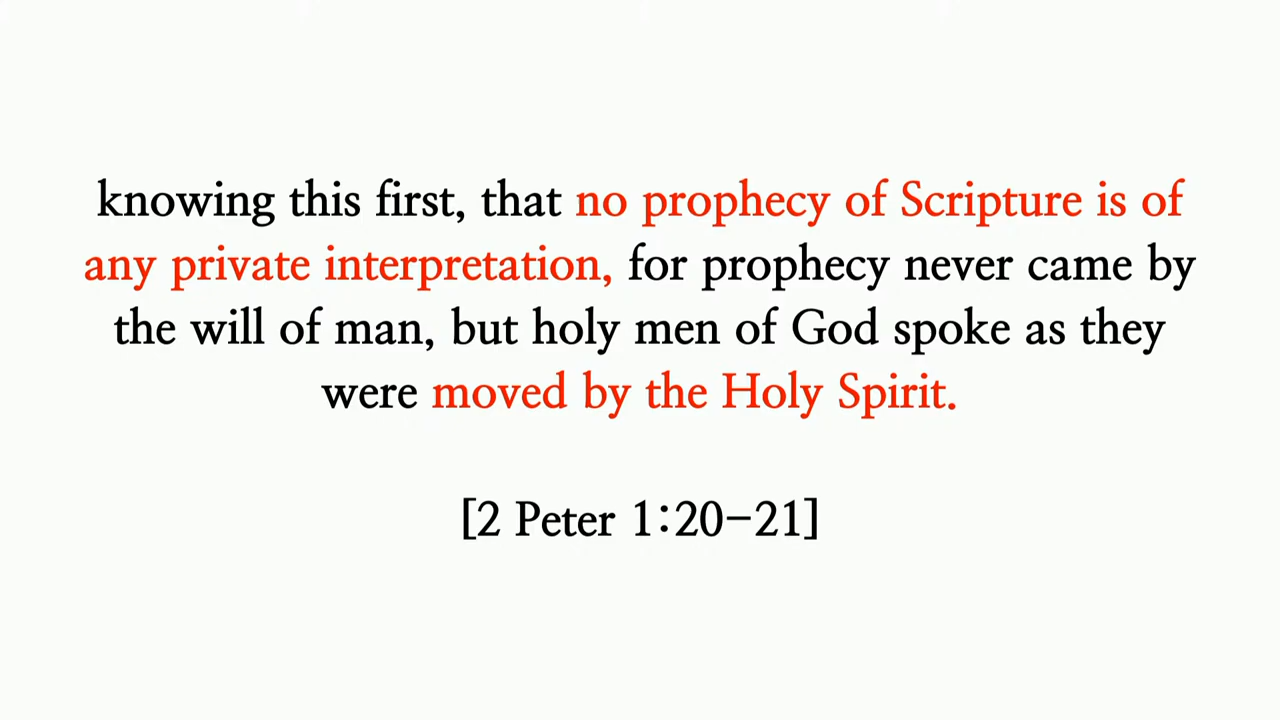 knowing this first, that no prophecy of Scripture is of
any private interpretation, for prophecy never came by
the will of man, but holy men of God spoke as they
were moved by the Holy Spirit.
[2 Peter 1:20-21]